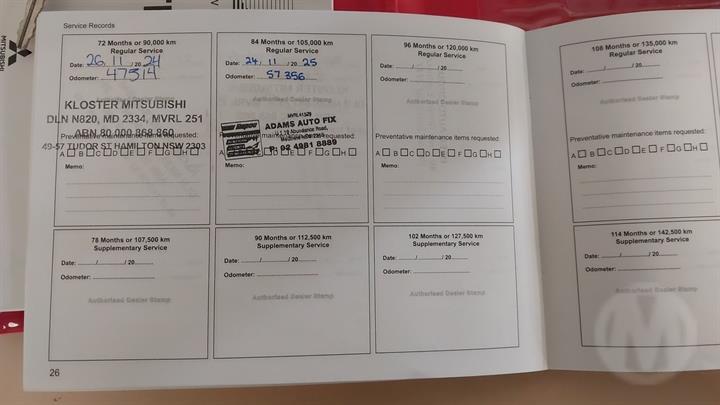 MITSUBISHI
Service Records
72 Months or 90,000 km
Regular Service
Date: 26 / 11 / 20 24
Odometer: 47514
KLOSTER MITSUBISHI
DLN N820, MD 2334, MVRL 251
ABN 80 000 868 860
Preventative maintenance items requested:
49-57 TUDOR ST HAMILTON NSW 2303
A B C D E F G H
Memo:
84 Months or 105,000 km
Regular Service
Date: 24 / 11 / 20 25
Odometer: 57356
Authorised Dealer Stamp
MVRL41529
ADAMS AUTO FIX
P: 02 4981 8889
A B C D E F G H
Memo:
96 Months or 120,000 km
Regular Service
Date: / / 20
Odometer:
Authorised Dealer Stamp
Preventative maintenance items requested:
A B C D E F G H
Memo:
108 Months or 135,000 km
Regular Service
Date: / / 20
Odometer:
Authorised Dealer Stamp
Preventative maintenance items requested:
A B C D E F G H
Memo:
78 Months or 107,500 km
Supplementary Service
Date: / / 20
Odometer:
Authorised Dealer Stamp
90 Months or 112,500 km
Supplementary Service
Date: / / 20
Odometer:
Authorised Dealer Stamp
102 Months or 127,500 km
Supplementary Service
Date: / / 20
Odometer:
Authorised Dealer Stamp
114 Months or 142,500 km
Supplementary Service
Date: / / 20
Odometer:
Authorised Dealer Stamp
26
M